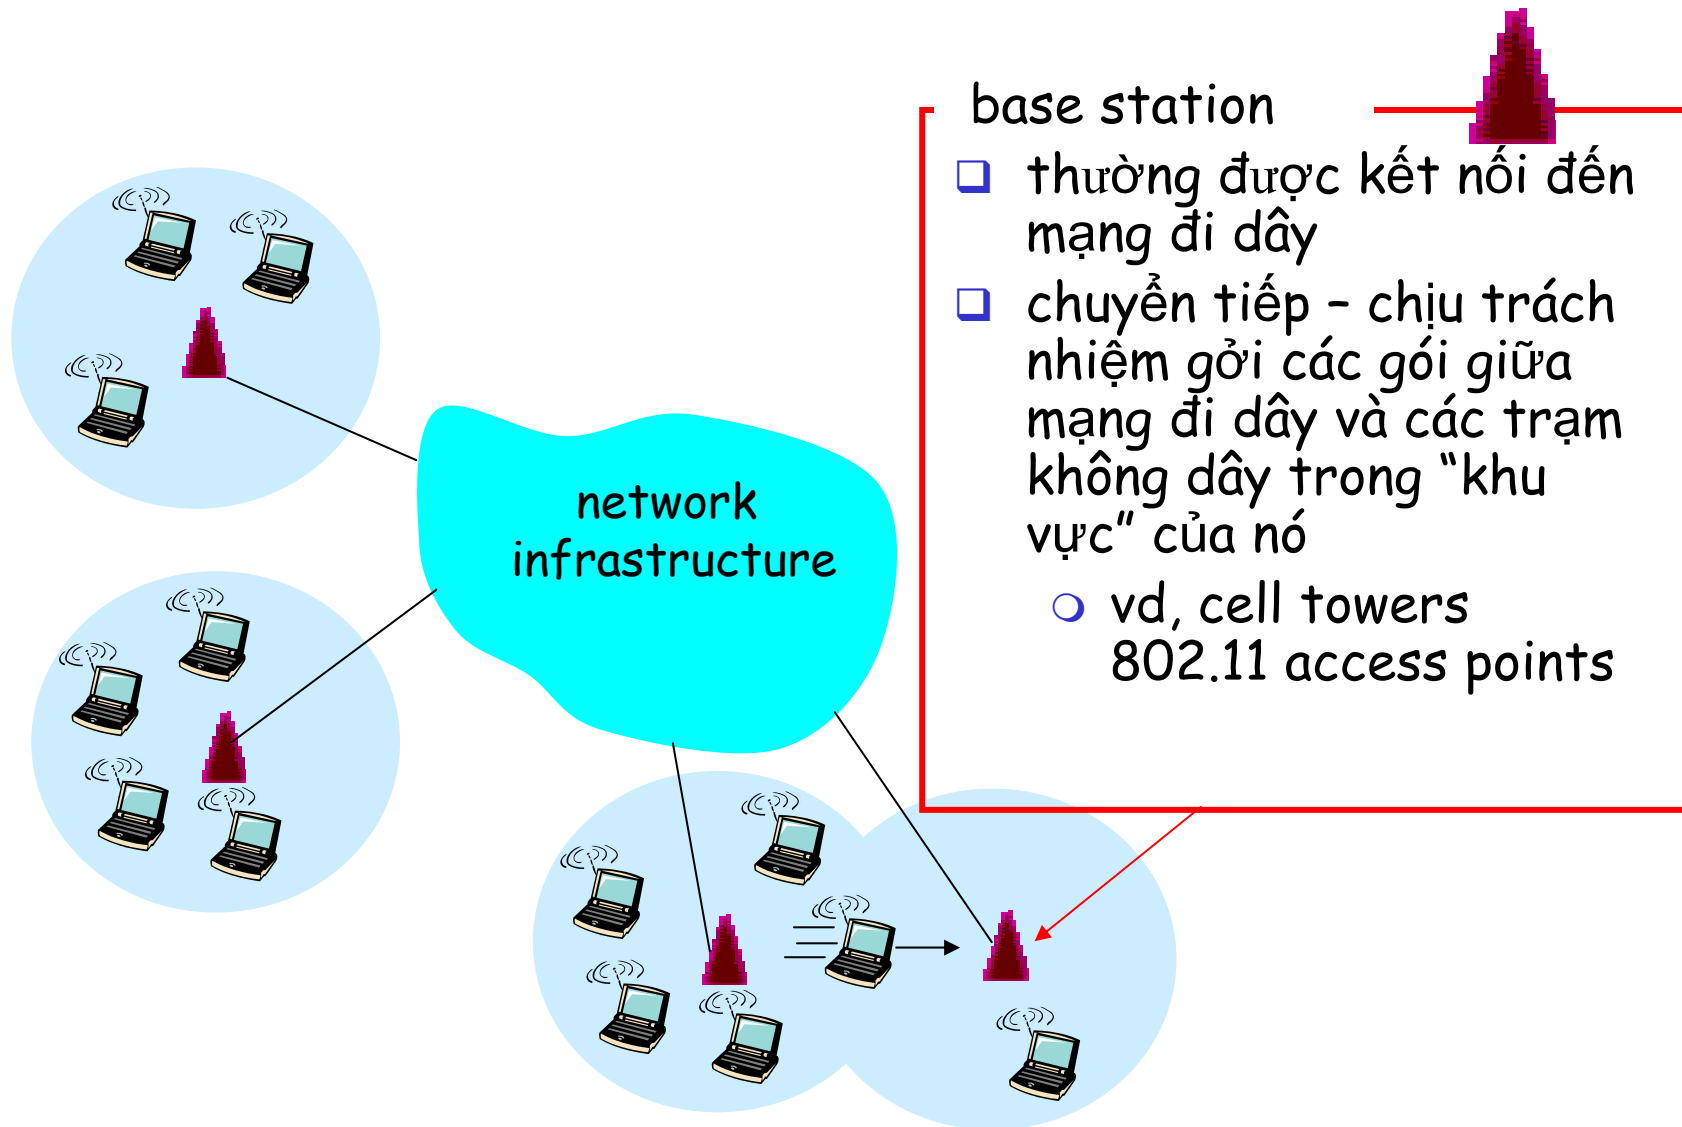 base station
thường được kết nối đến
mạng đi dây
chuyển tiếp – chịu trách
nhiệm gởi các gói giữa
mạng đi dây và các trạm
không dây trong “khu
vực” của nó
vd, cell towers
802.11 access points
network
infrastructure